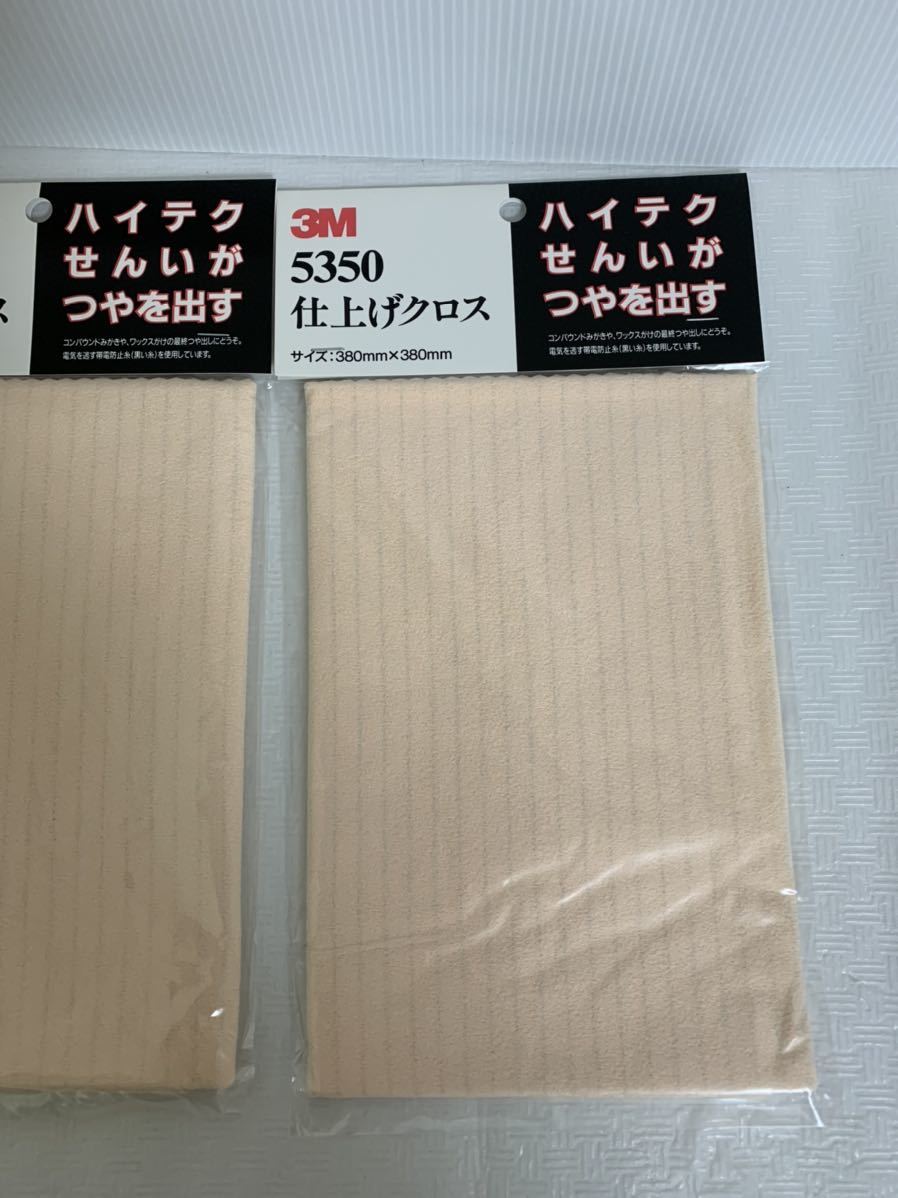 ス
ハイテク
せんいが
つやを出す
コンパウンドみがきや、ワックスがけの最終つや出しにどうぞ。
電気を逃す帯電防止糸(黒い糸)を使用しています。
3M
5350
仕上げクロス
サイズ:380mm×380mm
ハイテク
せんいが
つやを出す
コンパウンドみがきや、ワックスがけの最終つや出しにどうぞ。
電気を逃す帯電防止糸(黒い糸)を使用しています。